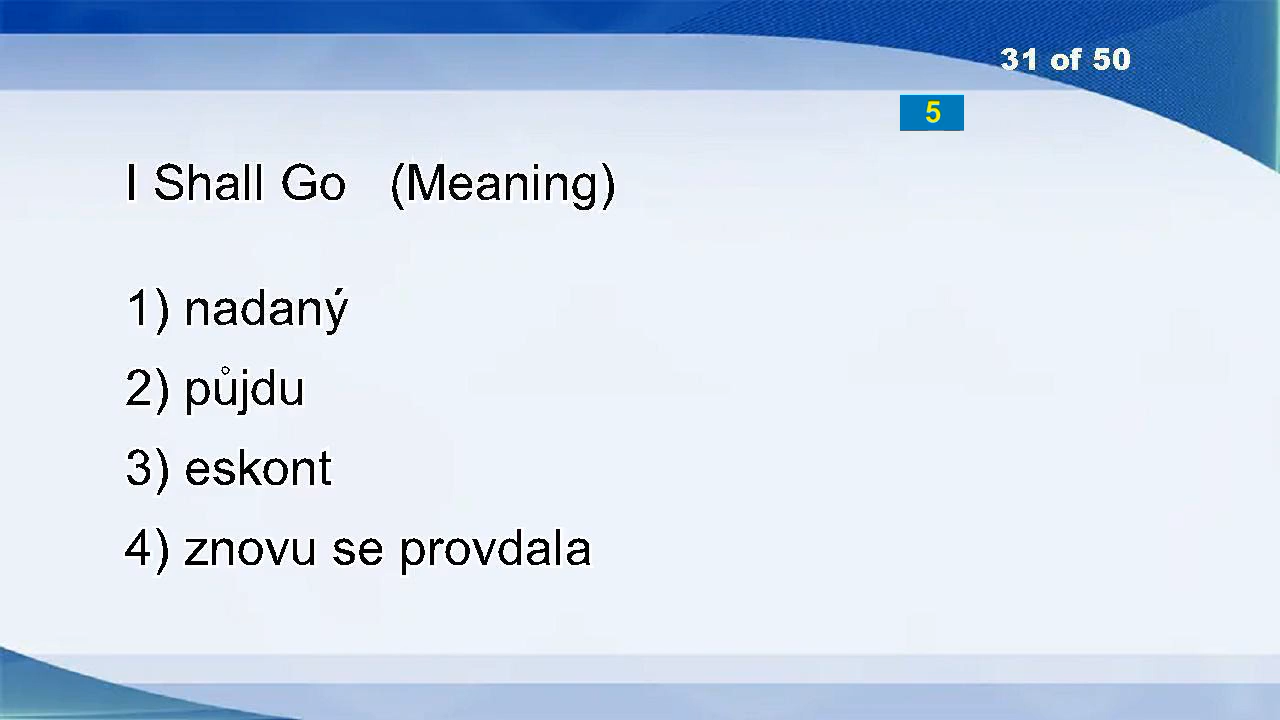 31 of 50
5
I Shall Go (Meaning)
1) nadaný
2) půjdu
3) eskont
4) znovu se provdala